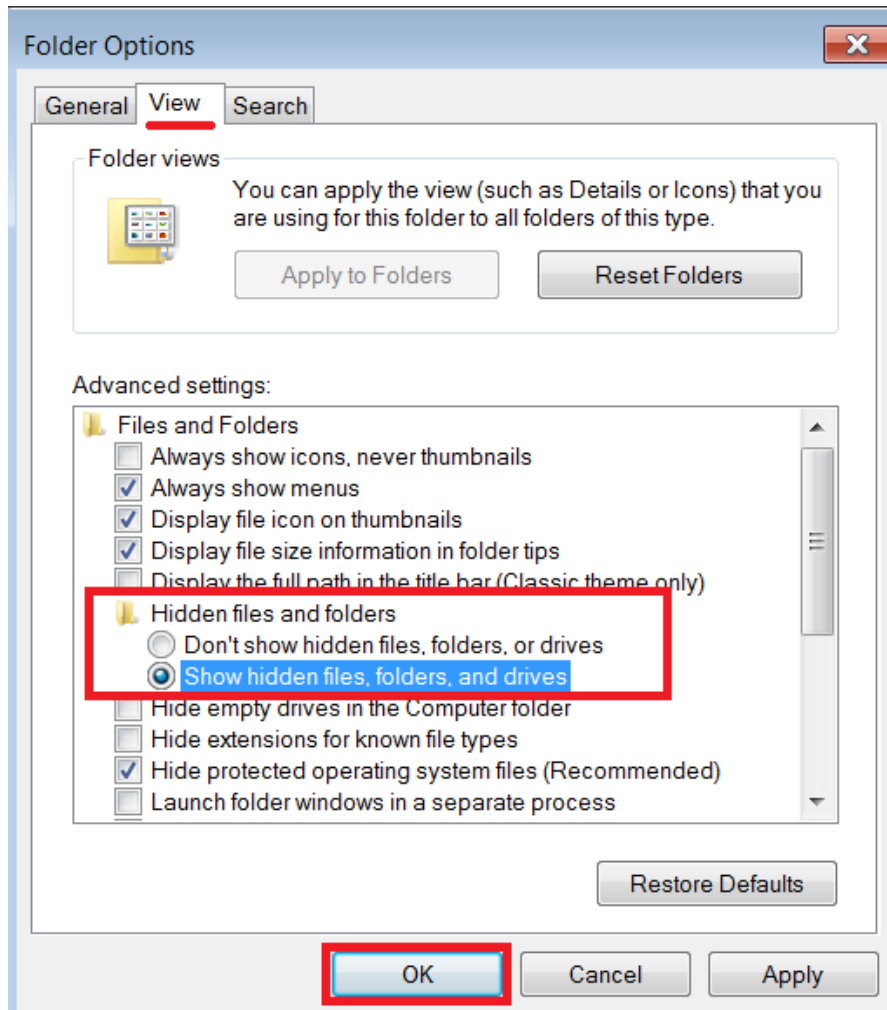 Folder Options
General View Search
Folder views
You can apply the view (such as Details or Icons) that you
are using for this folder to all folders of this type.
Apply to Folders Reset Folders
Advanced settings:
Files and Folders
Always show icons, never thumbnails
Always show menus
Display file icon on thumbnails
Display file size information in folder tips
Display the full path in the title bar (Classic theme only)
Hidden files and folders
Don't show hidden files, folders, or drives
Show hidden files, folders, and drives
Hide empty drives in the Computer folder
Hide extensions for known file types
Hide protected operating system files (Recommended)
Launch folder windows in a separate process
Restore Defaults
OK Cancel Apply